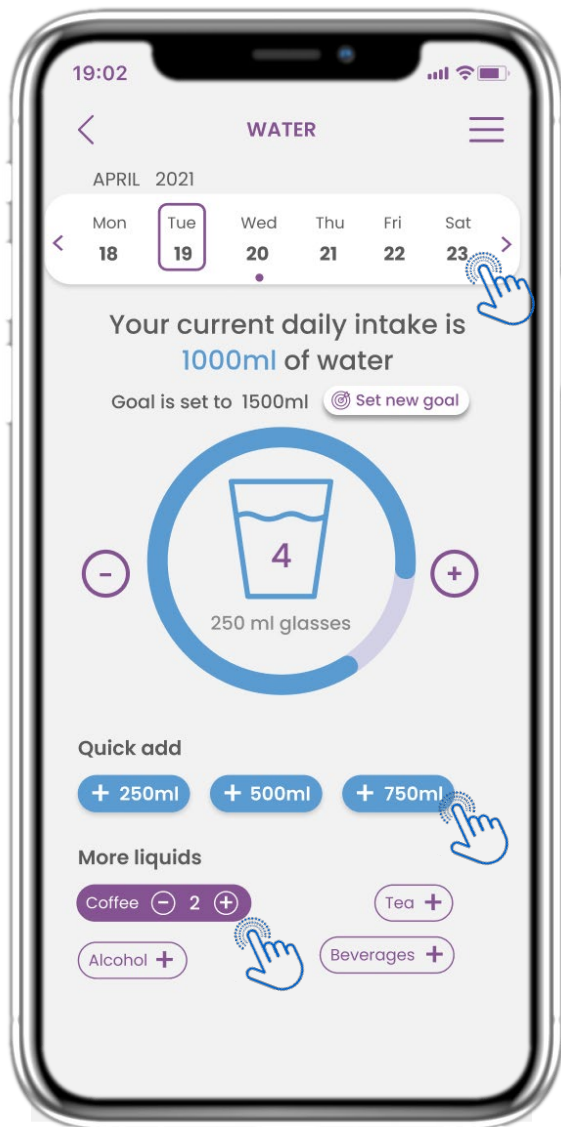 19:02
WATER
APRIL 2021
Mon Tue Wed Thu Fri Sat
18 19 20 21 22 23
Your current daily intake is
1000ml of water
Goal is set to 1500ml Set new goal
4
250 ml glasses
Quick add
+ 250ml + 500ml + 750ml
More liquids
Coffee - 2 + Tea +
Alcohol + Beverages +